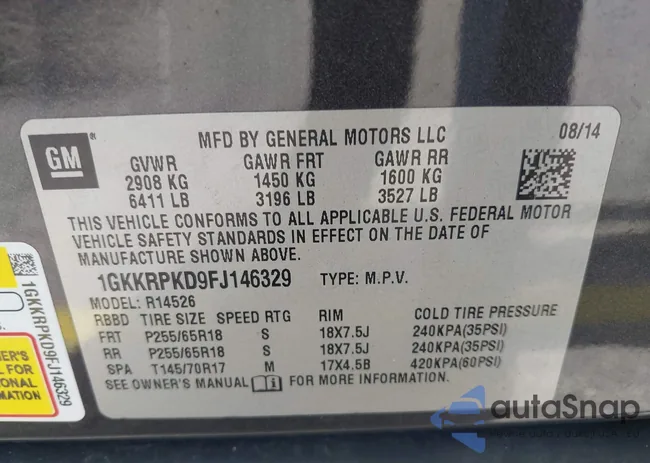 GM
MFD BY GENERAL MOTORS LLC
08/14
GVWR GAWR FRT GAWR RR
2908 KG 1450 KG 1600 KG
6411 LB 3196 LB 3527 LB
THIS VEHICLE CONFORMS TO ALL APPLICABLE U.S. FEDERAL MOTOR
VEHICLE SAFETY STANDARDS IN EFFECT ON THE DATE OF
MANUFACTURE SHOWN ABOVE.
1GKKRPKD9FJ146329 TYPE: M.P.V.
MODEL: R14526
RBBD TIRE SIZE SPEED RTG RIM COLD TIRE PRESSURE
FRT P255/65R18 S 18X7.5J 240KPA(35PSI)
RR P255/65R18 S 18X7.5J 240KPA(35PSI)
SPA T145/70R17 M 17X4.5B 420KPA(60PSI)
SEE OWNER'S MANUAL FOR MORE INFORMATION.
1GKKRPKD9FJ146329
autoSnap